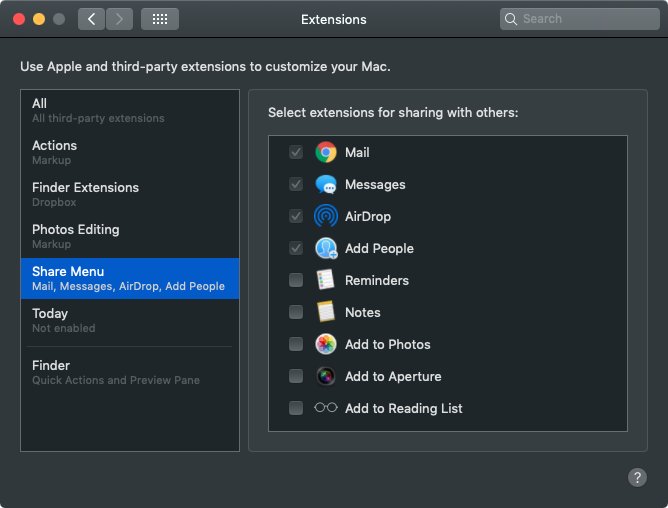 Extensions
Search
Use Apple and third-party extensions to customize your Mac.
All
All third-party extensions
Actions
Markup
Finder Extensions
Dropbox
Photos Editing
Markup
Share Menu
Mail, Messages, AirDrop, Add People
Today
Not enabled
Finder
Quick Actions and Preview Pane
Select extensions for sharing with others:
Mail
Messages
AirDrop
Add People
Reminders
Notes
Add to Photos
Add to Aperture
Add to Reading List
?